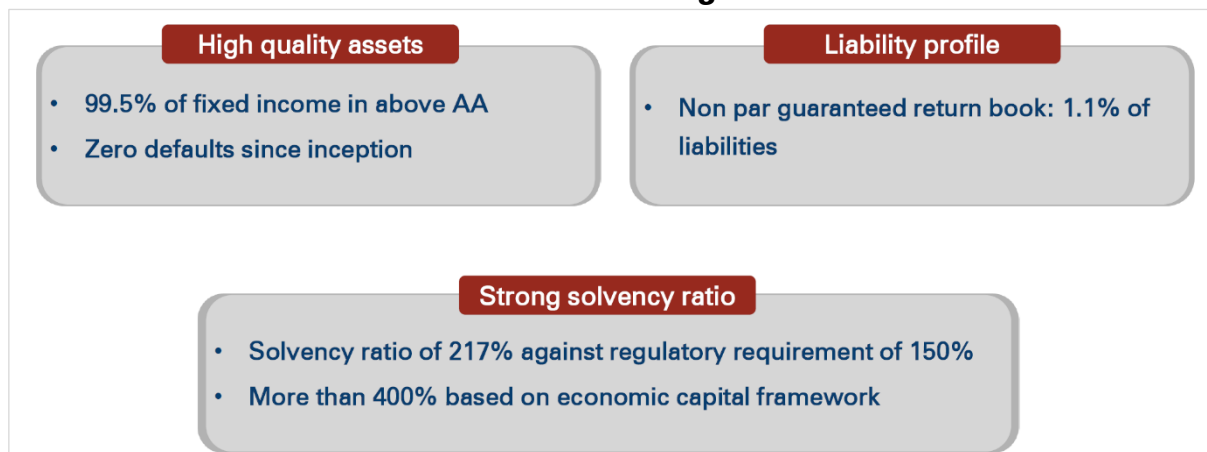 High quality assets
• 99.5% of fixed income in above AA
• Zero defaults since inception
Liability profile
• Non par guaranteed return book: 1.1% of
liabilities
Strong solvency ratio
• Solvency ratio of 217% against regulatory requirement of 150%
• More than 400% based on economic capital framework